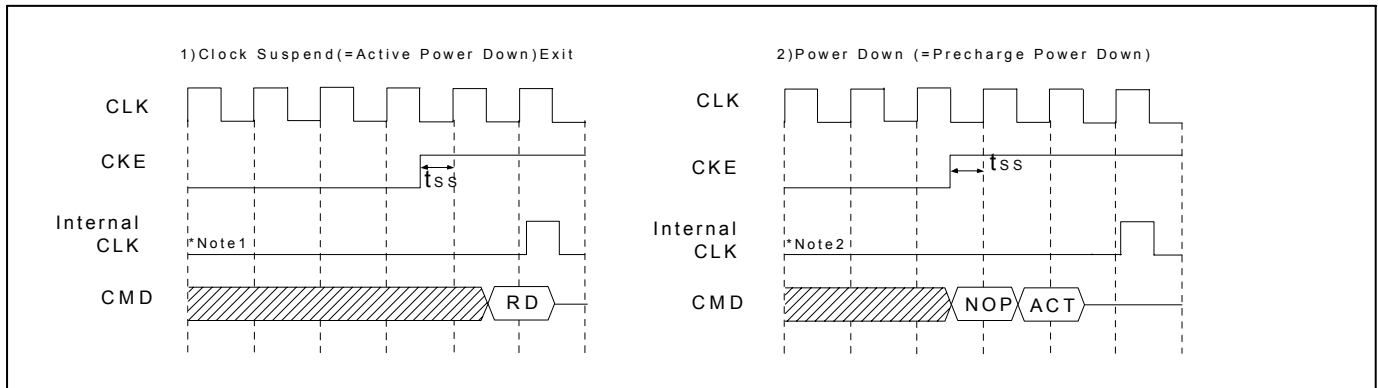 1)Clock Suspend(=Active Power Down)Exit
CLK
CKE
tss
Internal
CLK
*Note1
CMD
RD
2)Power Down (=Precharge Power Down)
CLK
CKE
tss
Internal
CLK
*Note2
CMD
NOP
ACT